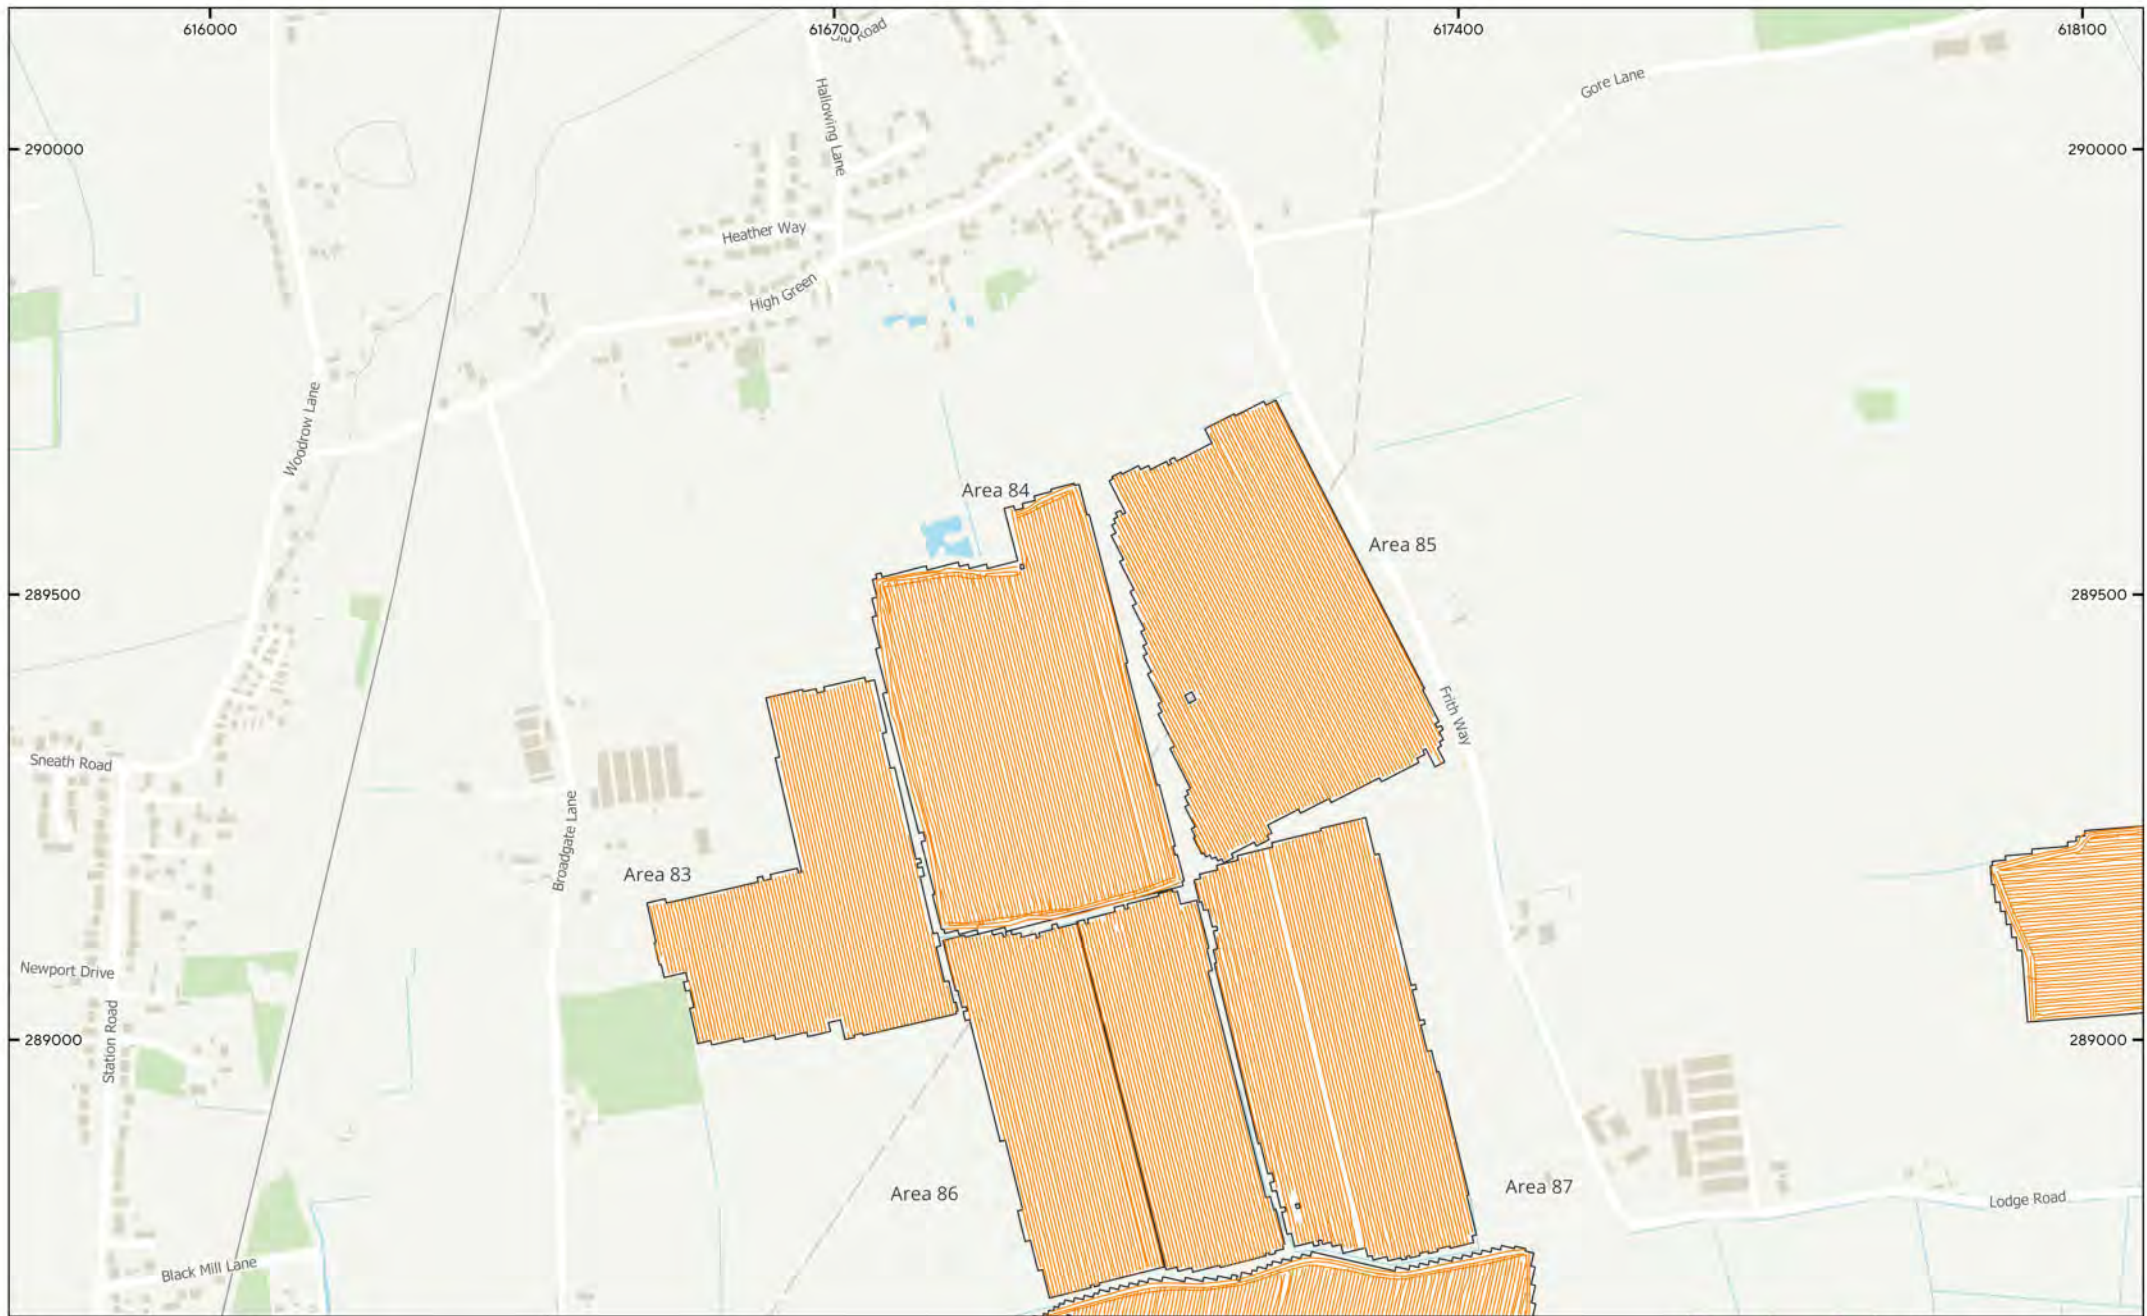 616000
616700
617400
618100
Old Road
Gore Lane
Hallowing Lane
290000
290000
Heather Way
High Green
Woodrow Lane
Area 84
Area 85
289500
289500
Frith Way
Sneath Road
Broadgate Lane
Area 83
Newport Drive
Station Road
289000
289000
Area 86
Area 87
Lodge Road
Black Mill Lane